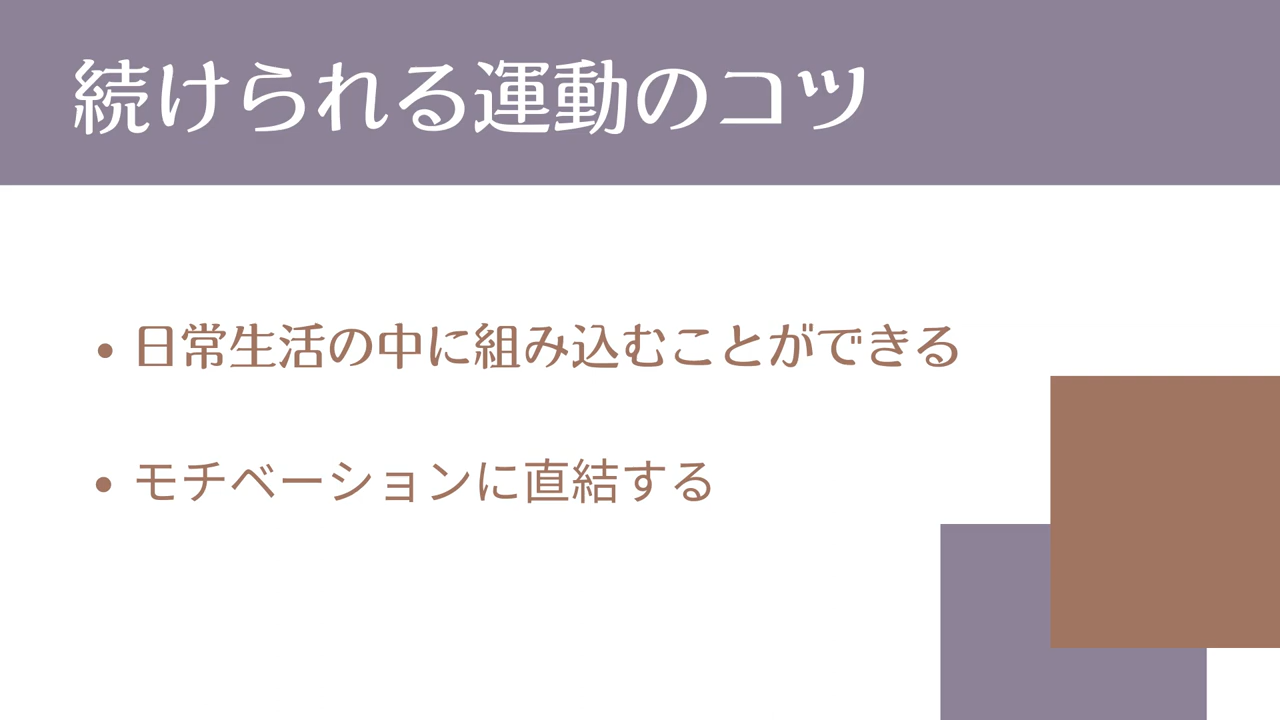 続けられる運動のコツ
• 日常生活の中に組み込むことができる
• モチベーションに直結する